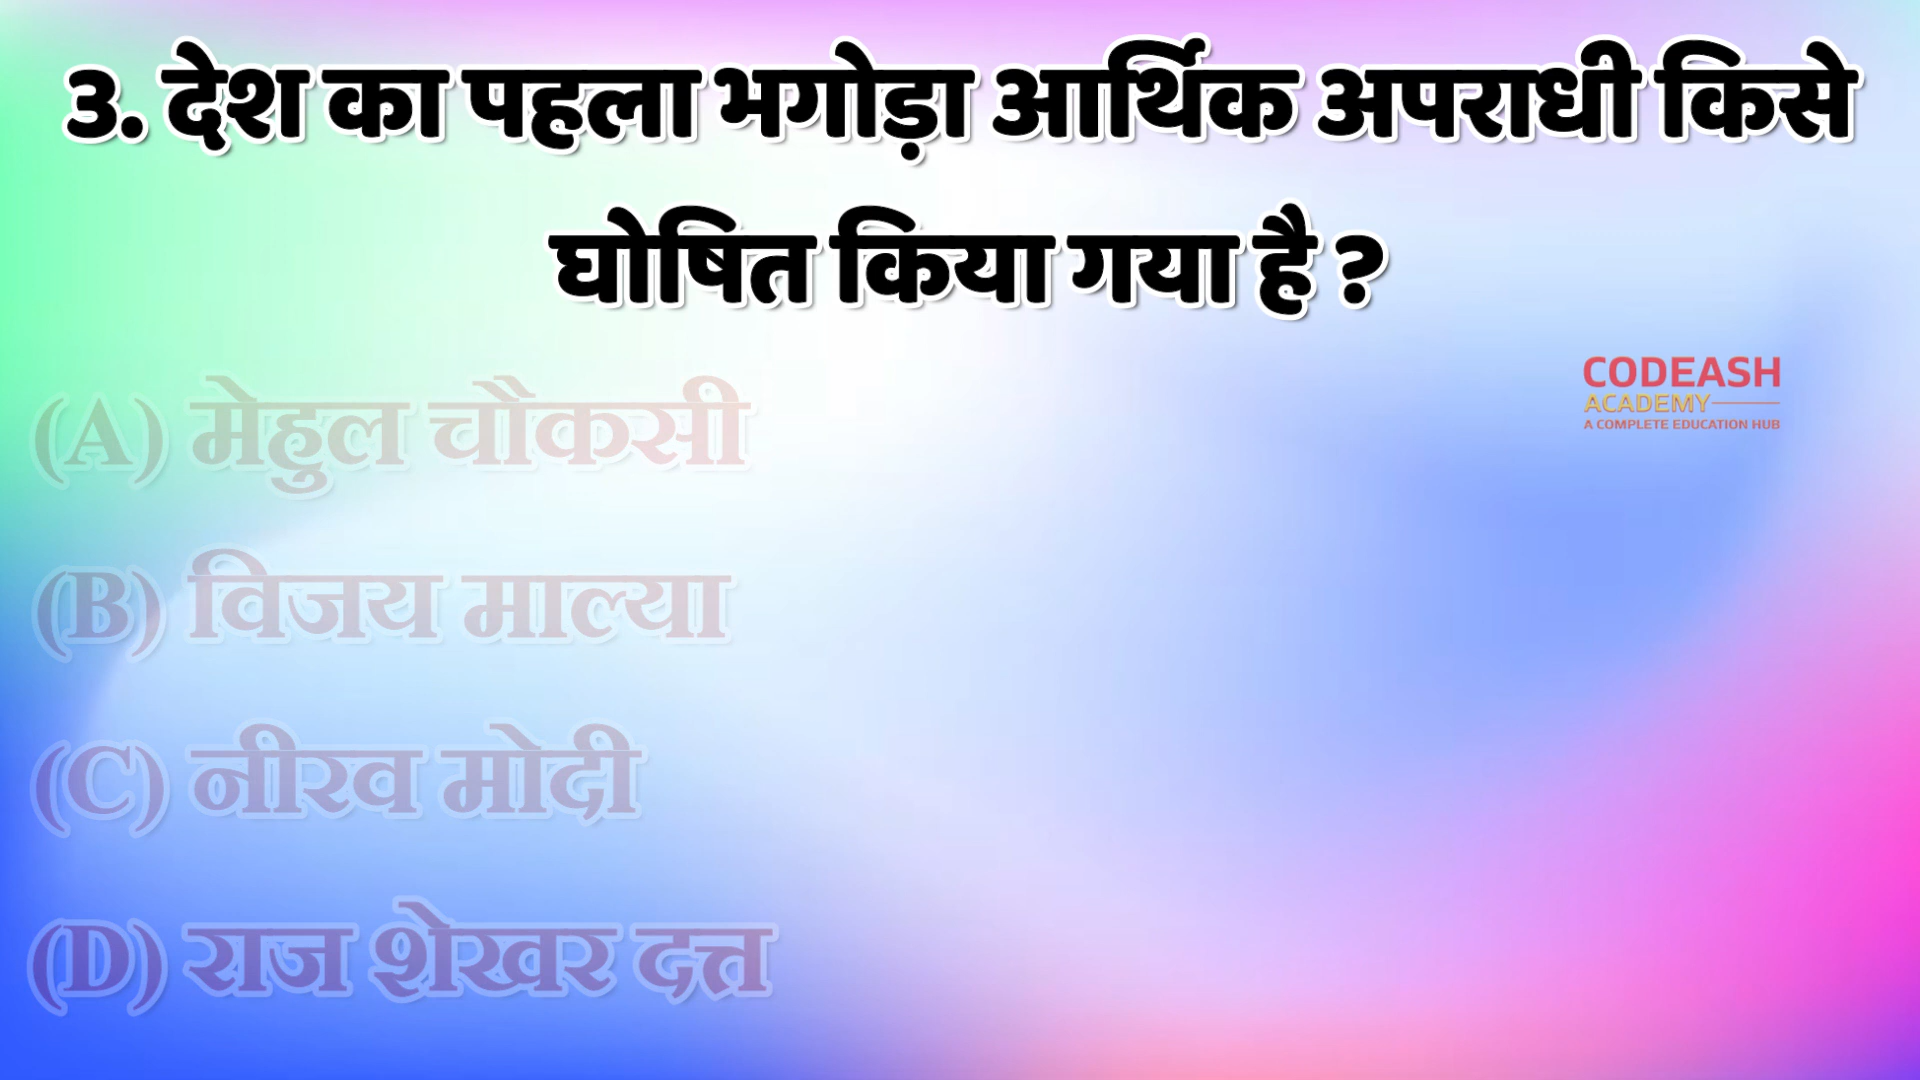 3. देश का पहला भगोड़ा आर्थिक अपराधी किसे
घोषित किया गया है ?
CODEASH
ACADEMY
A COMPLETE EDUCATION HUB
(A) मेहुल चौकसी
(B) विजय माल्या
(C) नीरव मोदी
(D) राज शेखर दत्त